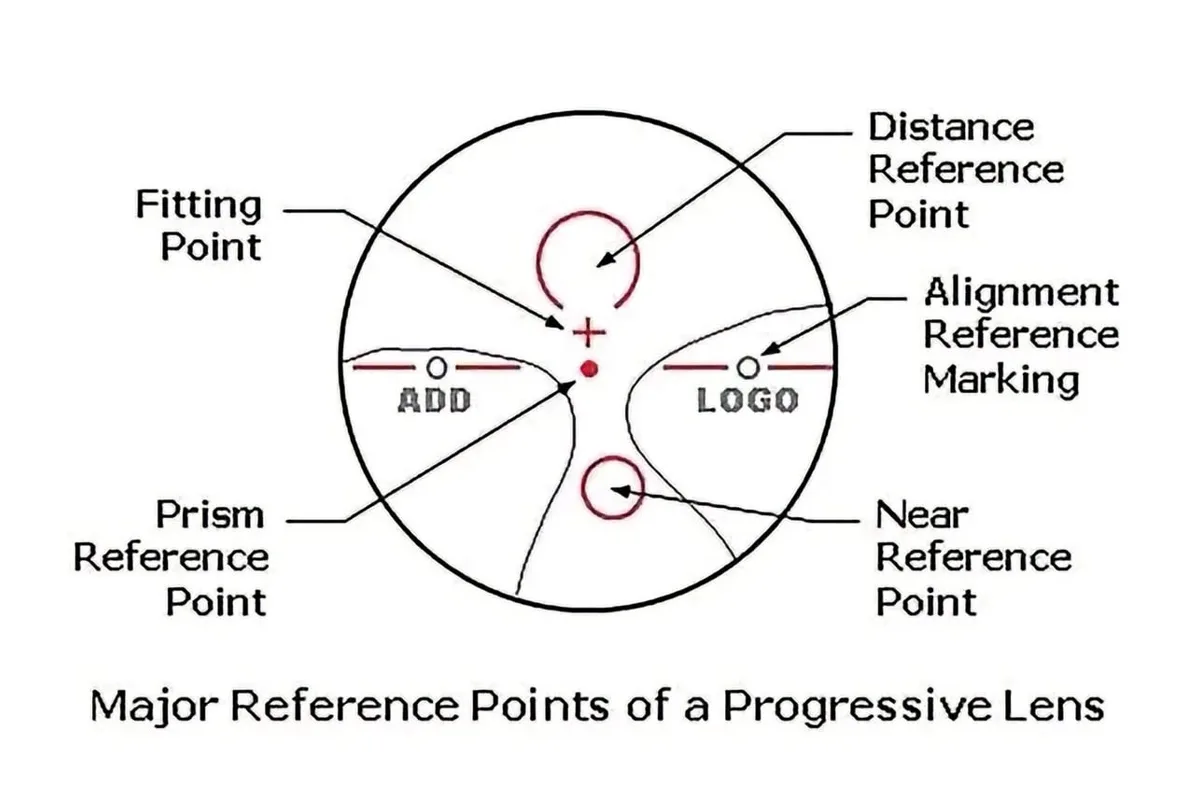 Distance
Reference
Point
Fitting
Point
Alignment
Reference
Marking
ADD
LOGO
Prism
Reference
Point
Near
Reference
Point
Major Reference Points of a Progressive Lens